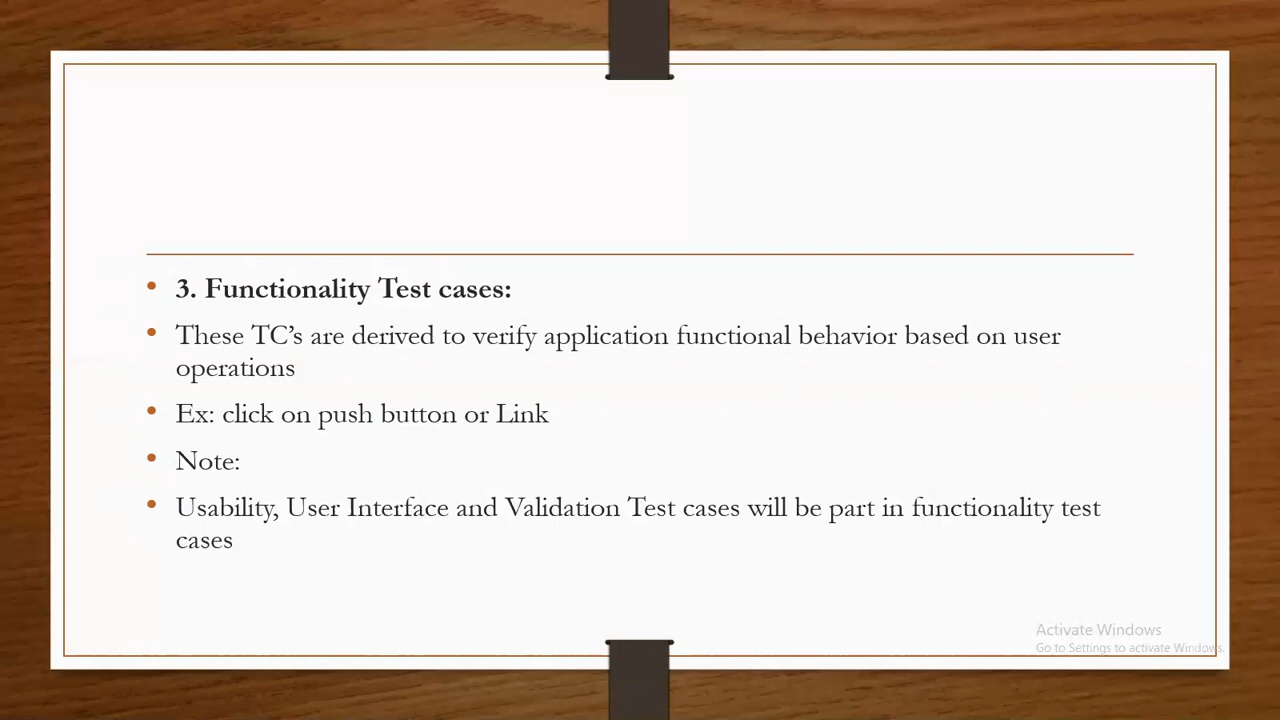 3. Functionality Test cases:
These TC’s are derived to verify application functional behavior based on user
operations
Ex: click on push button or Link
Note:
Usability, User Interface and Validation Test cases will be part in functionality test
cases
Activate Windows
Go to Settings to activate Windows.